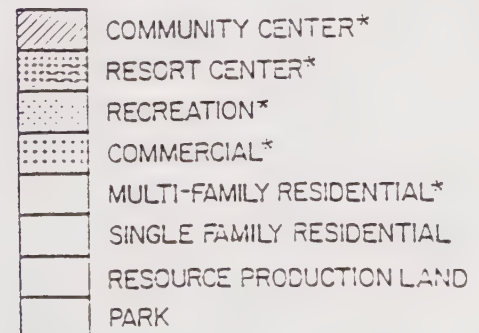 COMMUNITY CENTER*
RESORT CENTER*
RECREATION*
COMMERCIAL*
MULTI-FAMILY RESIDENTIAL*
SINGLE FAMILY RESIDENTIAL
RESOURCE PRODUCTION LAND
PARK